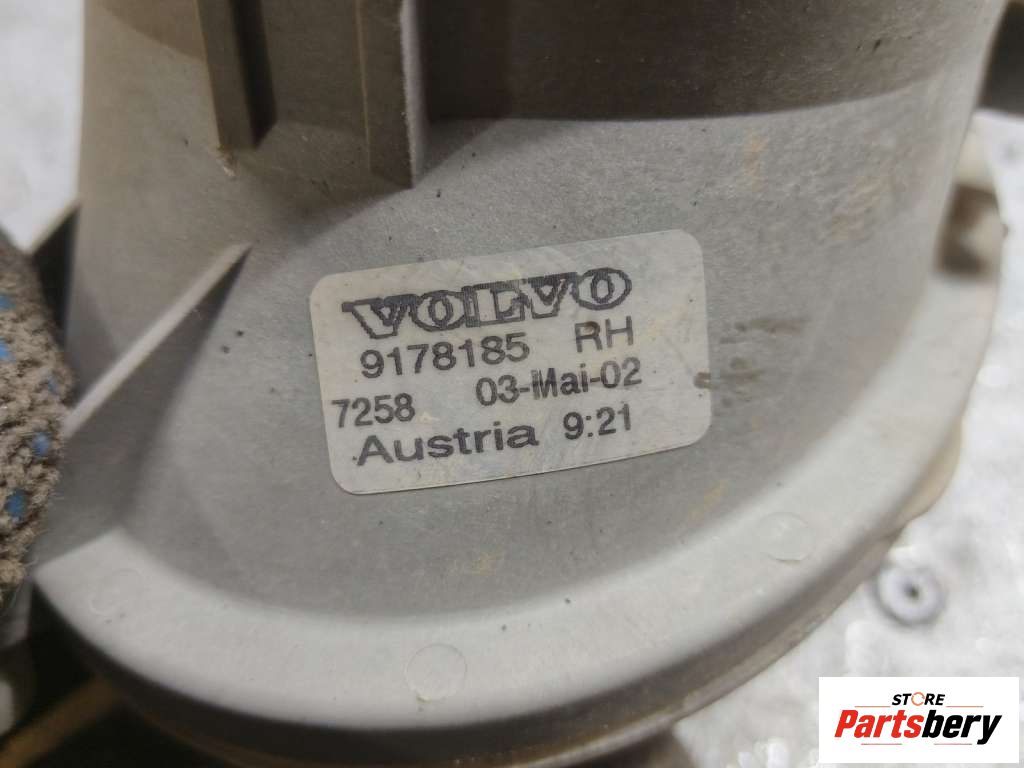 VOLVO
9178185 RH
7258 03-Mai-02
Austria 9:21
STORE
Partsbery